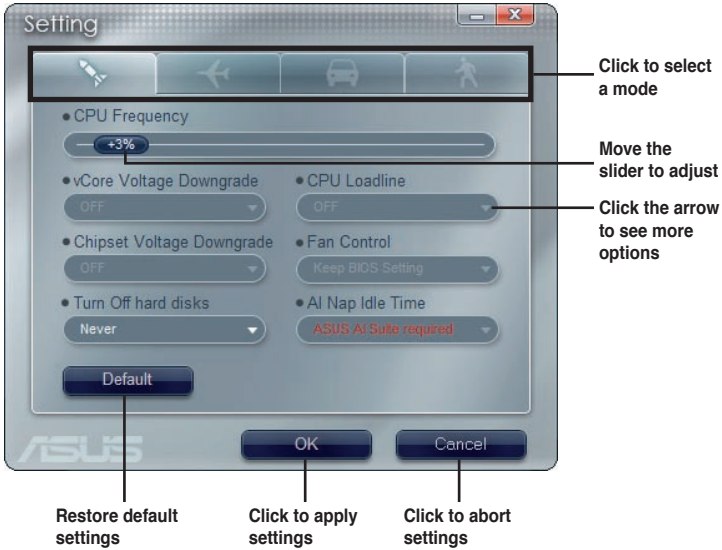 Setting
Click to select
a mode
CPU Frequency
+3%
Move the
slider to adjust
vCore Voltage Downgrade
CPU Loadline
OFF
OFF
Click the arrow
to see more
options
Chipset Voltage Downgrade
Fan Control
OFF
Keep BIOS Setting
Turn Off hard disks
AI Nap Idle Time
Never
ASUS AI Suite required
Default
ASUS
OK
Cancel
Restore default
settings
Click to apply
settings
Click to abort
settings